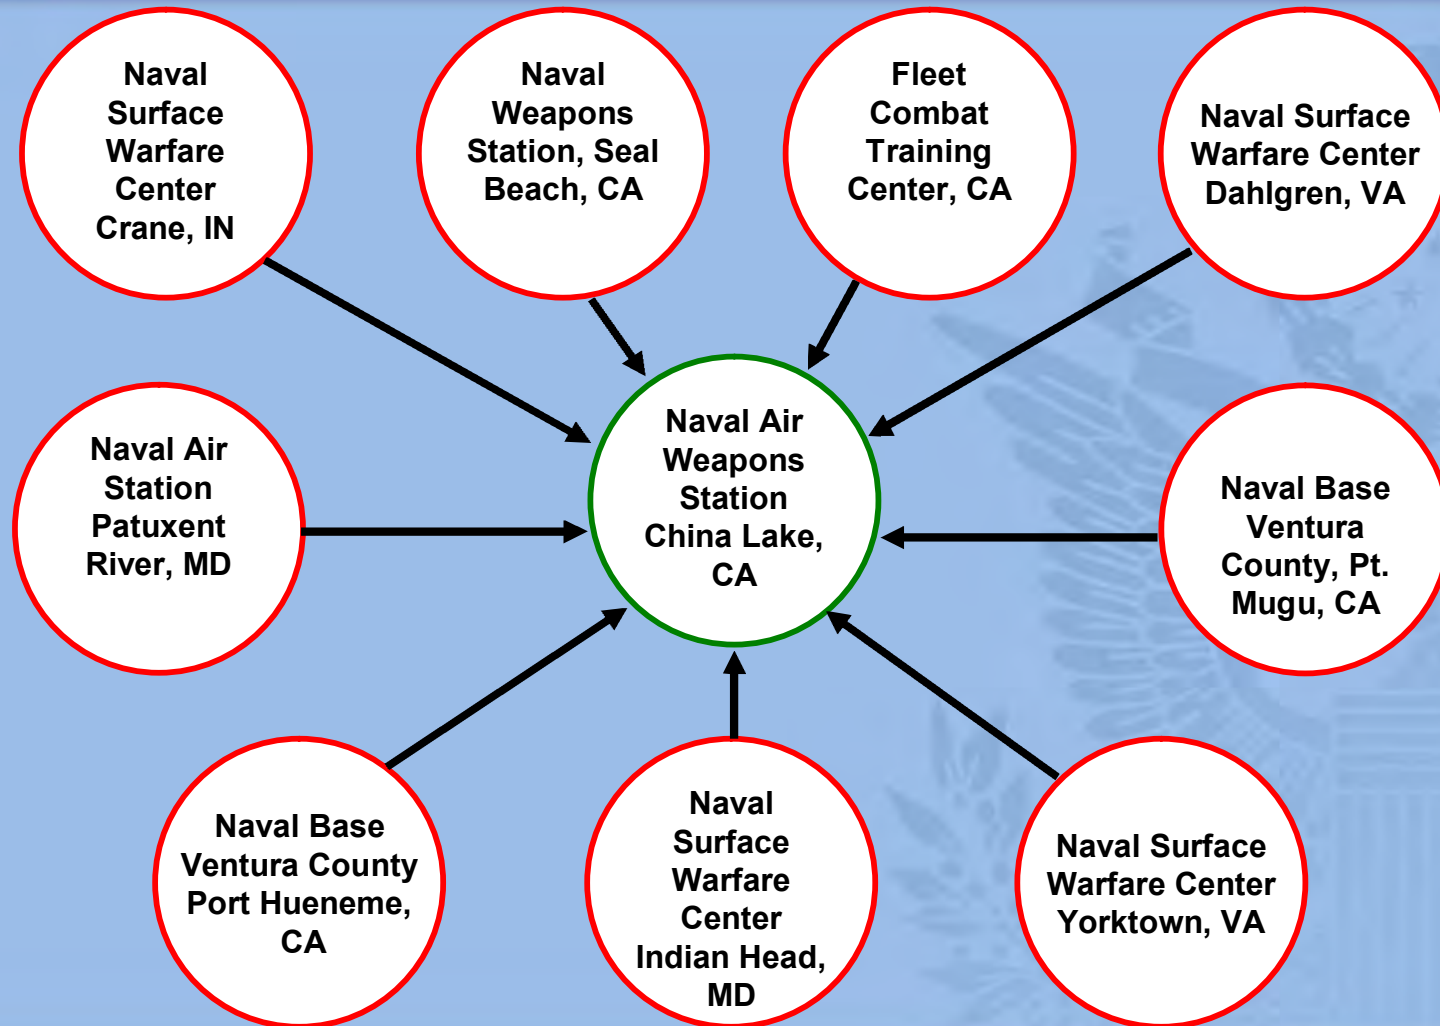 Naval
Surface
Warfare
Center
Crane, IN
Naval
Weapons
Station, Seal
Beach, CA
Fleet
Combat
Training
Center, CA
Naval Surface
Warfare Center
Dahlgren, VA
Naval Air
Station
Patuxent
River, MD
Naval Air
Weapons
Station
China Lake,
CA
Naval Base
Ventura
County, Pt.
Mugu, CA
Naval Base
Ventura County
Port Hueneme,
CA
Naval
Surface
Warfare
Center
Indian Head,
MD
Naval Surface
Warfare Center
Yorktown, VA